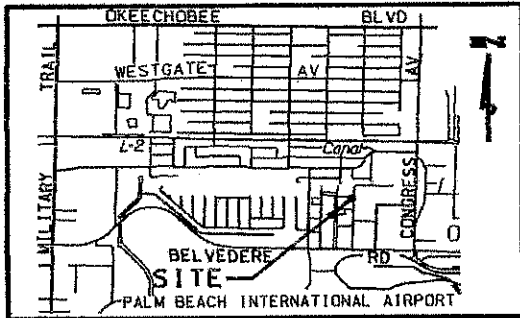 OKEECHOBEE BLVD
TRAIL
WESTGATE AV
AV
N
L-2
Canal
MILITARY
CONGRESS
BELVEDERE RD
SITE
PALM BEACH INTERNATIONAL AIRPORT